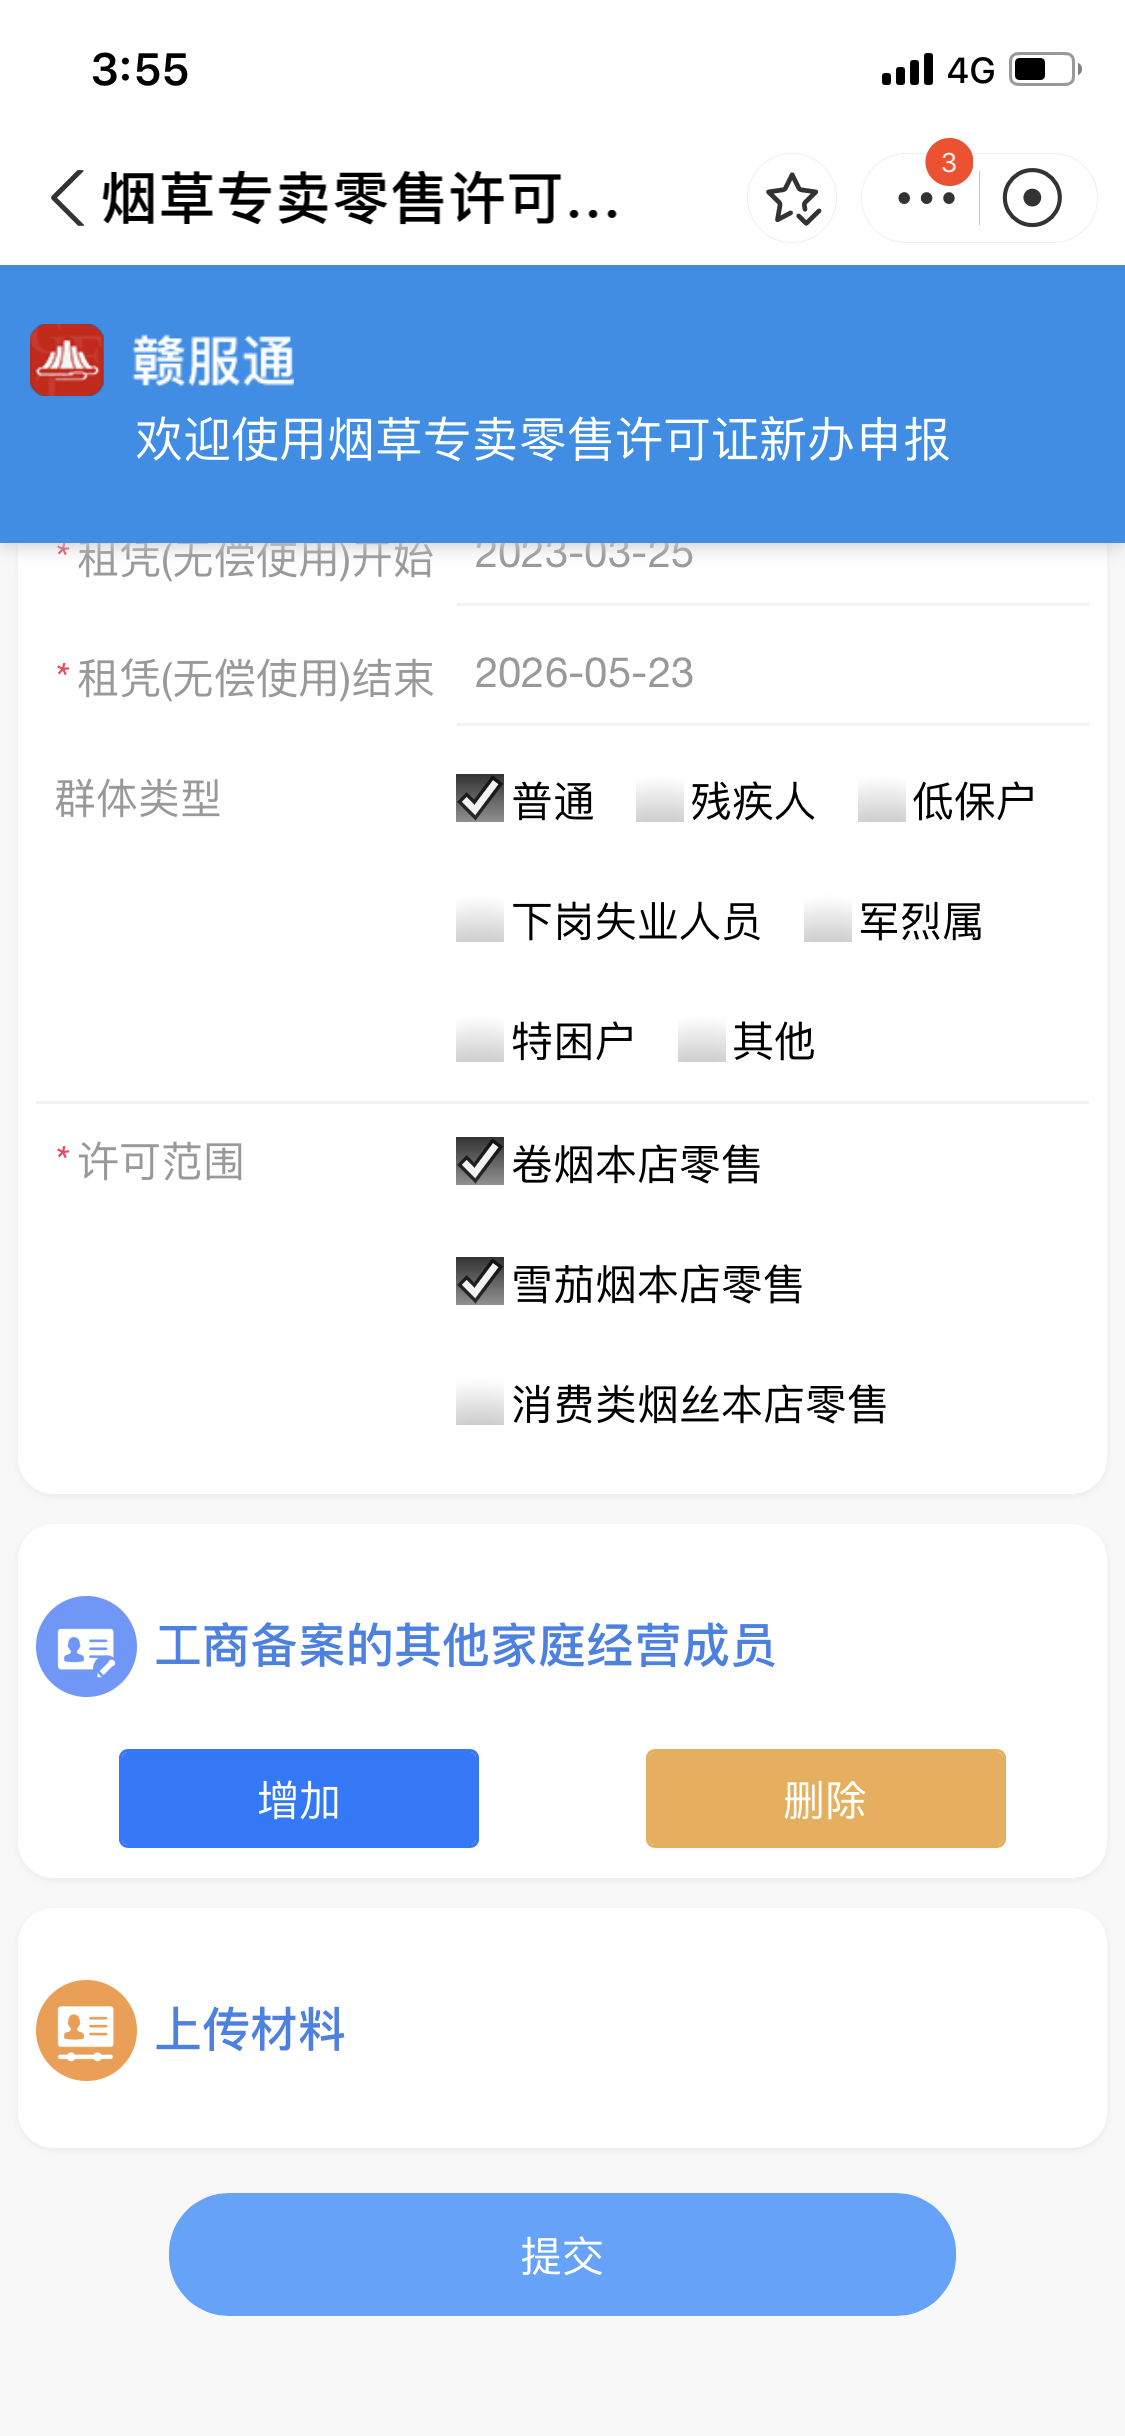 3:55
4G
烟草专卖零售许可...
3
赣服通
欢迎使用烟草专卖零售许可证新办申报
* 租凭(无偿使用)开始 2023-03-25
* 租凭(无偿使用)结束 2026-05-23
群体类型 普通 残疾人 低保户
下岗失业人员 军烈属
特困户 其他
* 许可范围 卷烟本店零售
雪茄烟本店零售
消费类烟丝本店零售
工商备案的其他家庭经营成员
增加 删除
上传材料
提交